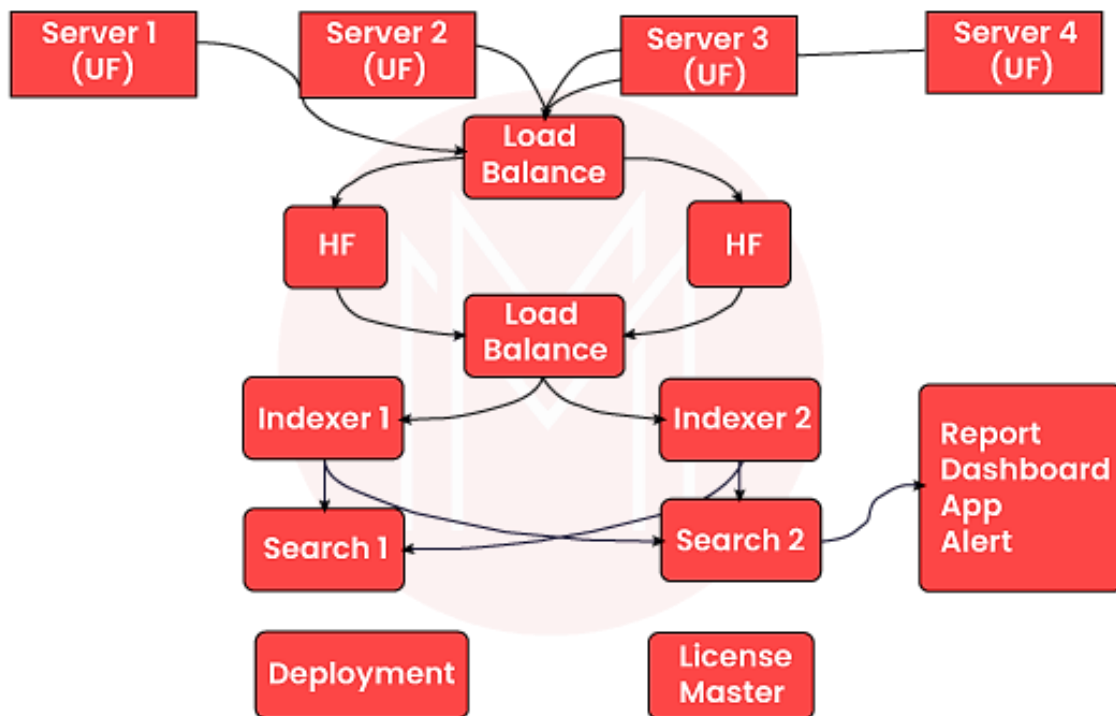 Server 1
(UF)
Server 2
(UF)
Server 3
(UF)
Server 4
(UF)
Load
Balance
HF
HF
Load
Balance
Indexer 1
Indexer 2
Report
Dashboard
App
Alert
Search 1
Search 2
Deployment
License
Master